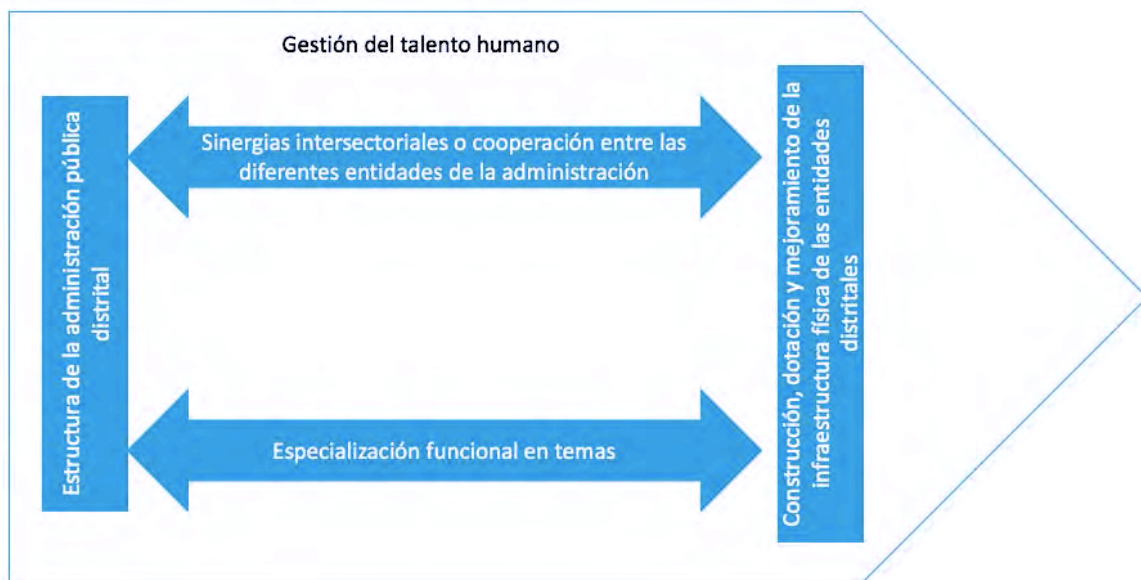 Gestión del talento humano
Estructura de la administración pública
distrital
Sinergias intersectoriales o cooperación entre las
diferentes entidades de la administración
Especialización funcional en temas
Construcción, dotación y mejoramiento de la
infraestructura física de las entidades
distritales